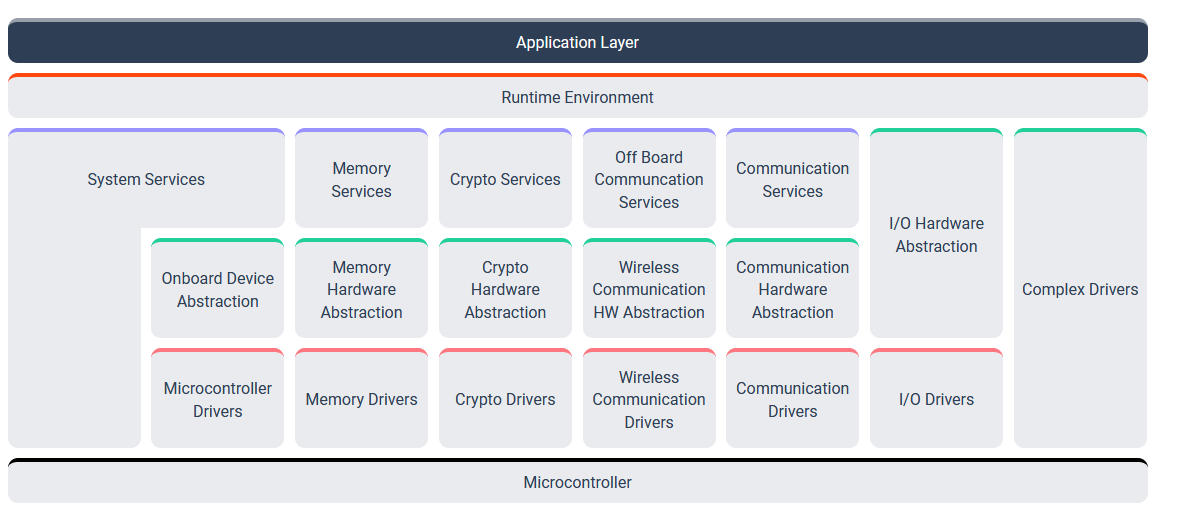 Application Layer
Runtime Environment
System Services
Memory
Services
Crypto Services
Off Board
Communcation
Services
Communication
Services
I/O Hardware
Abstraction
Complex Drivers
Onboard Device
Abstraction
Memory
Hardware
Abstraction
Crypto
Hardware
Abstraction
Wireless
Communication
HW Abstraction
Communication
Hardware
Abstraction
Microcontroller
Drivers
Memory Drivers
Crypto Drivers
Wireless
Communication
Drivers
Communication
Drivers
I/O Drivers
Microcontroller